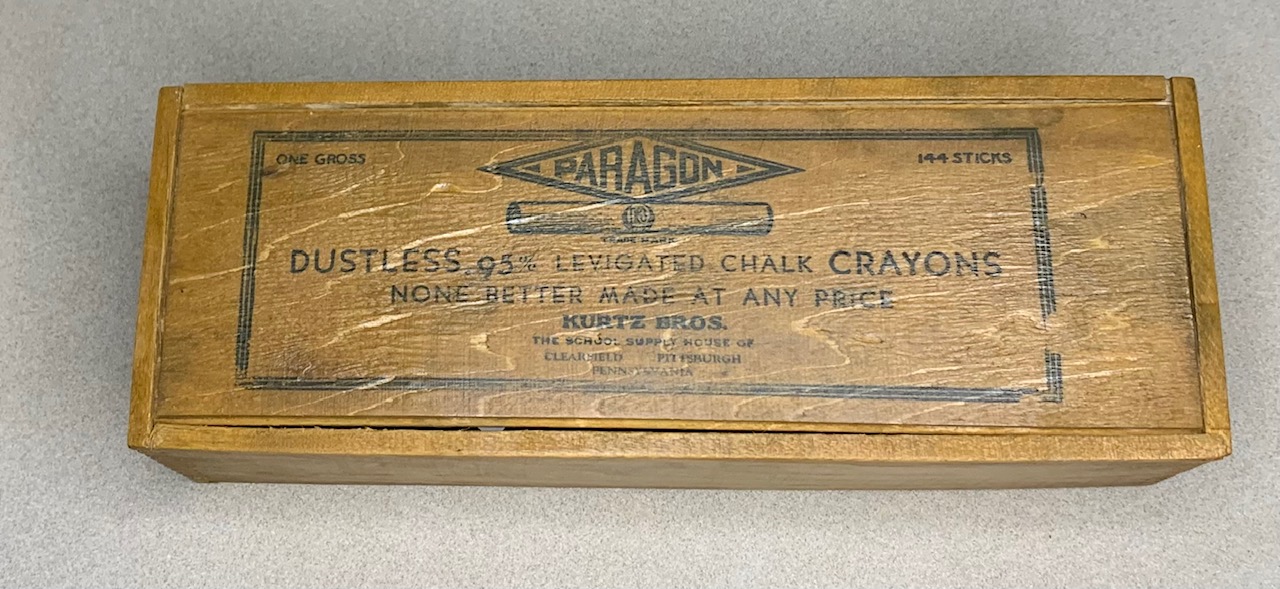 ONE GROSS
PARAGON
144 STICKS
TRADE MARK
DUSTLESS 95% LEVIGATED CHALK CRAYONS
NONE BETTER MADE AT ANY PRICE
KURTZ BROS.
THE SCHOOL SUPPLY HOUSE OF
CLEARFIELD PITTSBURGH
PENNSYLVANIA